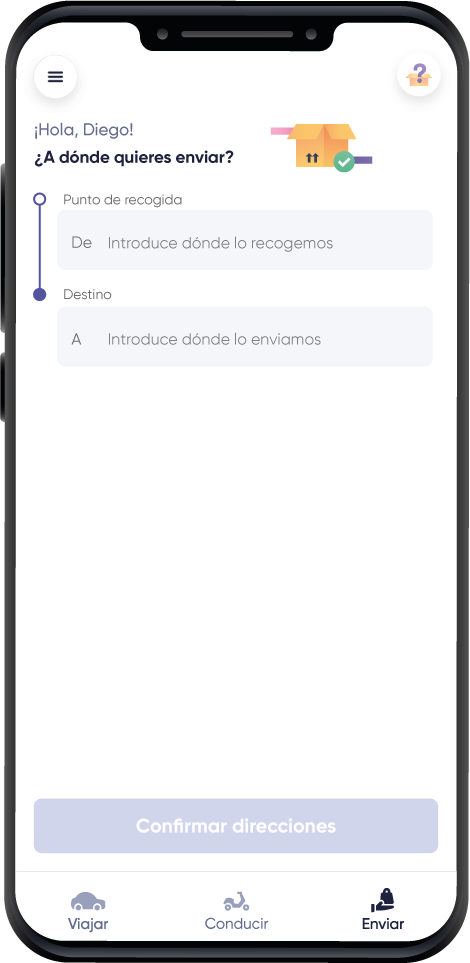 ¡Hola, Diego!
¿A dónde quieres enviar?
Punto de recogida
De Introduce dónde lo recogemos
Destino
A Introduce dónde lo enviamos
Confirmar direcciones
Viajar Conducir Enviar